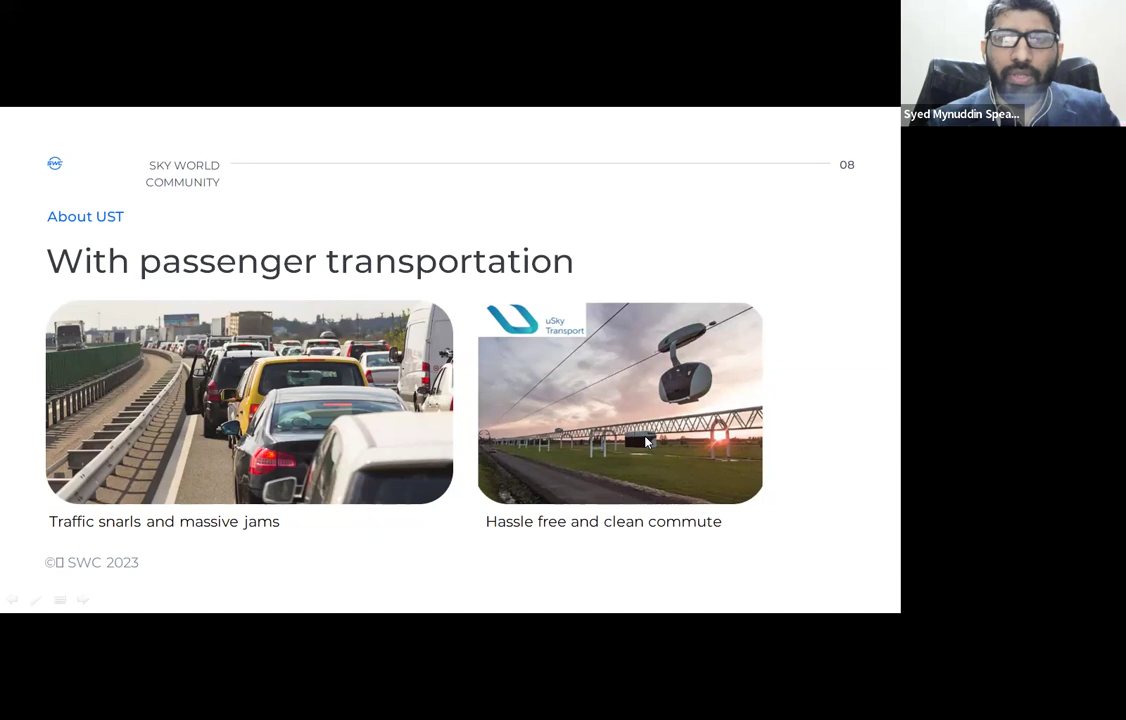 Syed Mynuddin Spea...
SWC
SKY WORLD
COMMUNITY
08
About UST
With passenger transportation
uSky
Transport
Traffic snarls and massive jams
Hassle free and clean commute
© SWC 2023